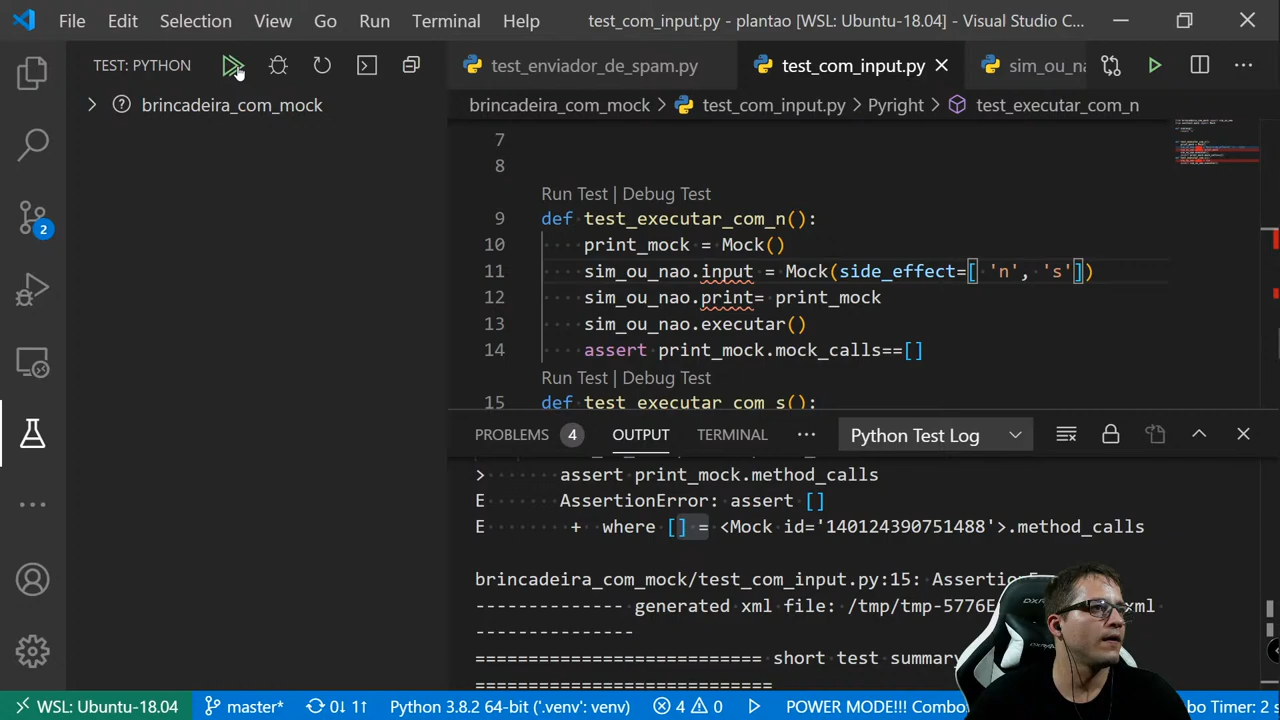 File Edit Selection View Go Run Terminal Help test_com_input.py - plantao [WSL: Ubuntu-18.04] - Visual Studio C...
TEST: PYTHON
brincadeira_com_mock
test_enviador_de_spam.py test_com_input.py sim_ou_na
brincadeira_com_mock test_com_input.py Pyright test_executar_com_n
7
8
Run Test | Debug Test
9 def test_executar_com_n():
10 print_mock = Mock()
11 sim_ou_nao.input = Mock(side_effect=[ 'n', 's'])
12 sim_ou_nao.print= print_mock
13 sim_ou_nao.executar()
14 assert print_mock.mock_calls==[]
Run Test | Debug Test
15 def test_executar_com_s():
PROBLEMS 4 OUTPUT TERMINAL ... Python Test Log
> assert print_mock.method_calls
E AssertionError: assert []
E + where [] = <Mock id='140124390751488'>.method_calls
brincadeira_com_mock/test_com_input.py:15:
-------------- generated xml file: /tmp/tmp-5776E xml
---------------
========================== short test summary
===========================
2
WSL: Ubuntu-18.04 master* 0↓ 1↑ Python 3.8.2 64-bit ('.venv': venv) 4 0 POWER MODE!!! Combo bo Timer: 2 s